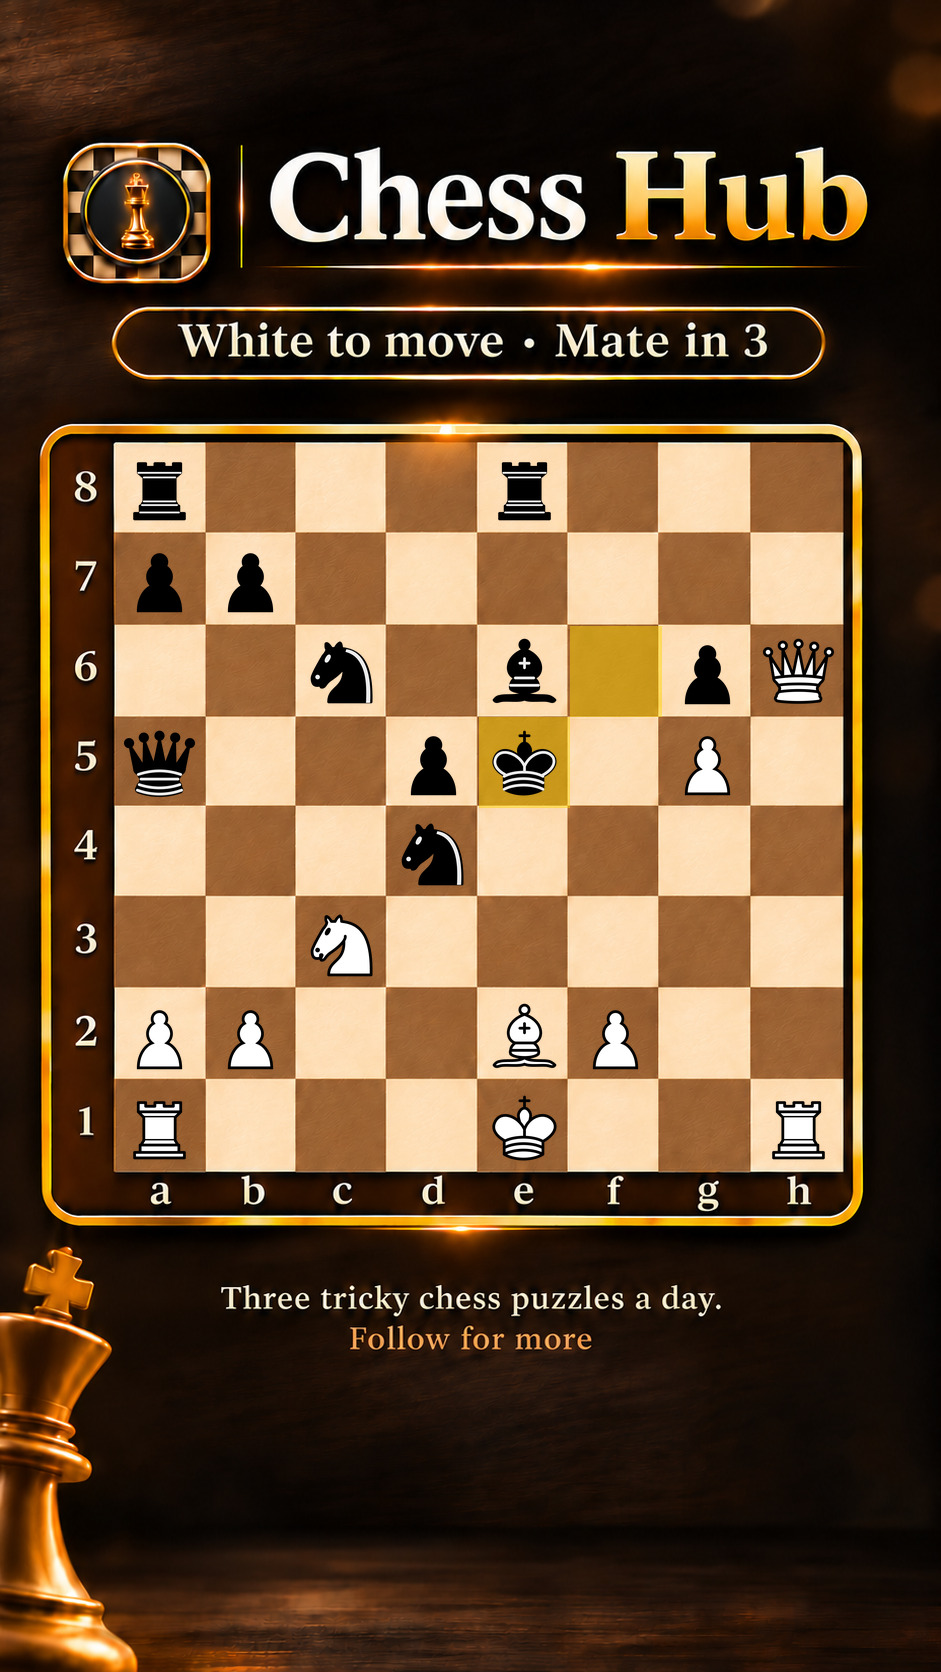 Chess Hub
White to move • Mate in 3
8
7
6
5
4
3
2
1
a b c d e f g h
Three tricky chess puzzles a day.
Follow for more